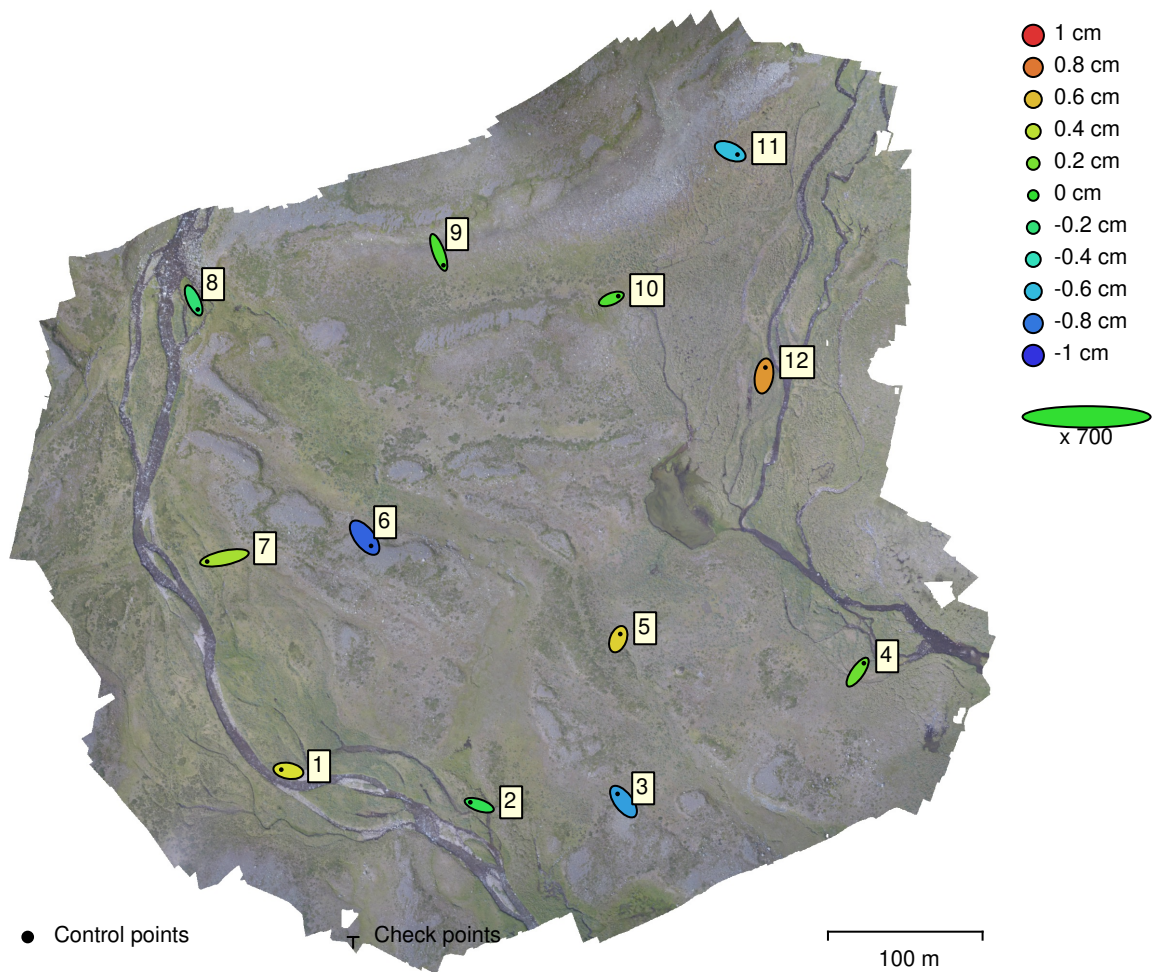 1 cm
0.8 cm
0.6 cm
0.4 cm
0.2 cm
0 cm
-0.2 cm
-0.4 cm
-0.6 cm
-0.8 cm
-1 cm
x 700
11
9
8
10
12
6
7
5
4
1
3
2
Control points
Check points
100 m